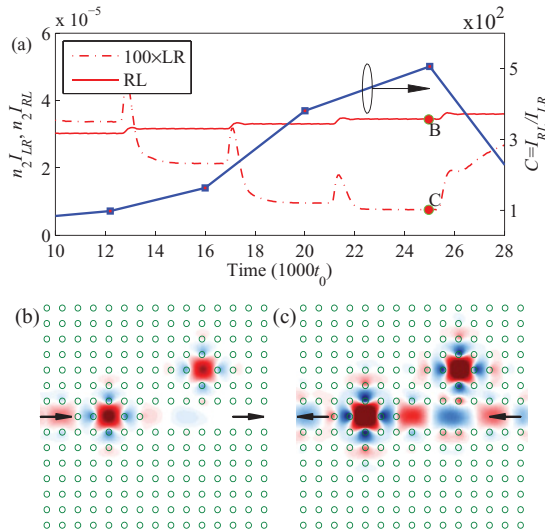 x 10⁻⁵
x10²
(a)
100×LR
RL
n₂I_LR, n₂I_RL
6
4
2
0
5
3
1
C=I_RL/I_LR
B
C
10 12 14 16 18 20 22 24 26 28
Time (1000t₀)
(b)
(c)